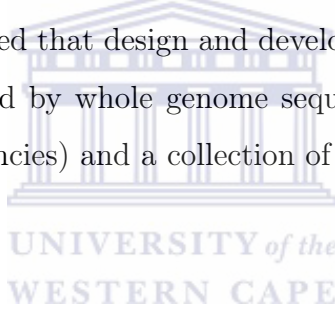 ed that design and develo
d by whole genome sequ
ncies) and a collection of
UNIVERSITY of the
WESTERN CAPE